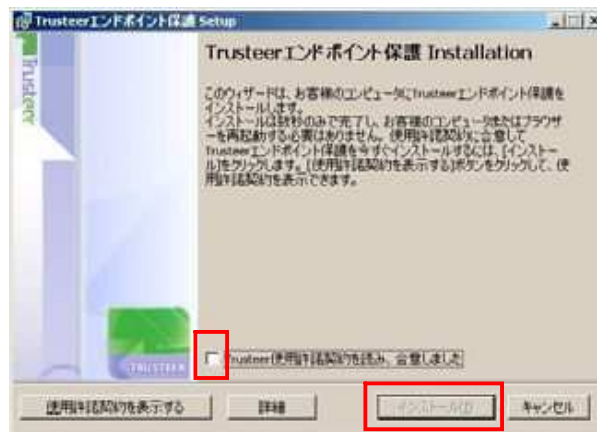 Trusteerエンドポイント保護 Setup
Trusteer
Trusteerエンドポイント保護 Installation
このウィザードは、お客様のコンピュータにTrusteerエンドポイント保護を
インストールします。
インストールは数秒のみで完了し、お客様のコンピュータまたはブラウザ
ーを再起動する必要はありません。使用許諾契約に合意して
Trusteerエンドポイント保護を今すぐインストールするには、[インストー
ル]をクリックします。[使用許諾契約を表示する]ボタンをクリックして、使
用許諾契約を表示できます。
TRUSTEER
Trusteer使用許諾契約を読み、合意しました
使用許諾契約を表示する
詳細
インストール(I)
キャンセル